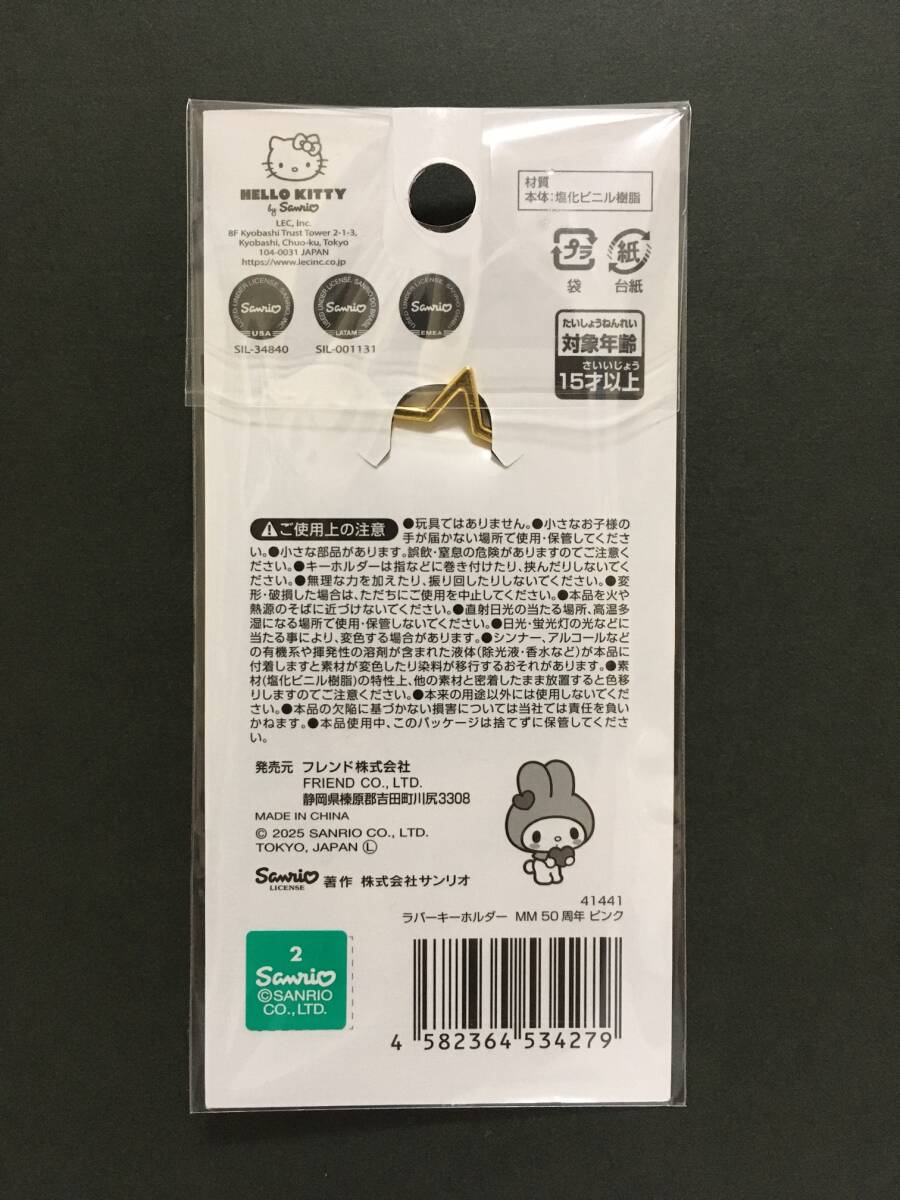 HELLO KITTY
by Sanrio
LEC, Inc.
8F Kyobashi Trust Tower 2-1-3,
Kyobashi, Chuo-ku, Tokyo
104-0031 JAPAN
https://www.lecinc.co.jp
USED UNDER LICENSE, SANRIO, INC.
Sanrio
USA
SIL-34840
USED UNDER LICENSE, SANRIO DO BRASIL
Sanrio
LATAM
SIL-001131
USED UNDER LICENSE, SANRIO GMBH
Sanrio
EMEA
材質
本体:塩化ビニル樹脂
プラ
袋
紙
台紙
たいしょうねんれい
対象年齢
さいいじょう
15才以上
ご使用上の注意 ●玩具ではありません。●小さなお子様の
手が届かない場所で使用・保管してくださ
い。●小さな部品があります。誤飲・窒息の危険がありますのでご注意く
ださい。●キーホルダーは指などに巻き付けたり、挟んだりしないでく
ださい。●無理な力を加えたり、振り回したりしないでください。●変
形・破損した場合は、ただちにご使用を中止してください。●本品を火や
熱源のそばに近づけないでください。●直射日光の当たる場所、高温多
湿になる場所で使用・保管しないでください。●日光・蛍光灯の光などに
当たる事により、変色する場合があります。●シンナー、アルコールなど
の有機系や揮発性の溶剤が含まれた液体(除光液・香水など)が本品に
付着しますと素材が変色したり染料が移行するおそれがあります。●素
材(塩化ビニル樹脂)の特性上、他の素材と密着したまま放置すると色移
りしますのでご注意ください。●本来の用途以外には使用しないでくだ
さい。●本品の欠陥に基づかない損害については当社では責任を負い
かねます。●本品使用中、このパッケージは捨てずに保管してくださ
い。
発売元 フレンド株式会社
FRIEND CO., LTD.
静岡県榛原郡吉田町川尻3308
MADE IN CHINA
© 2025 SANRIO CO., LTD.
TOKYO, JAPAN Ⓛ
Sanrio
LICENSE
著作 株式会社サンリオ
41441
ラバーキーホルダー MM 50周年 ピンク
2
Sanrio
©SANRIO
CO.,LTD.
4 582364 534279